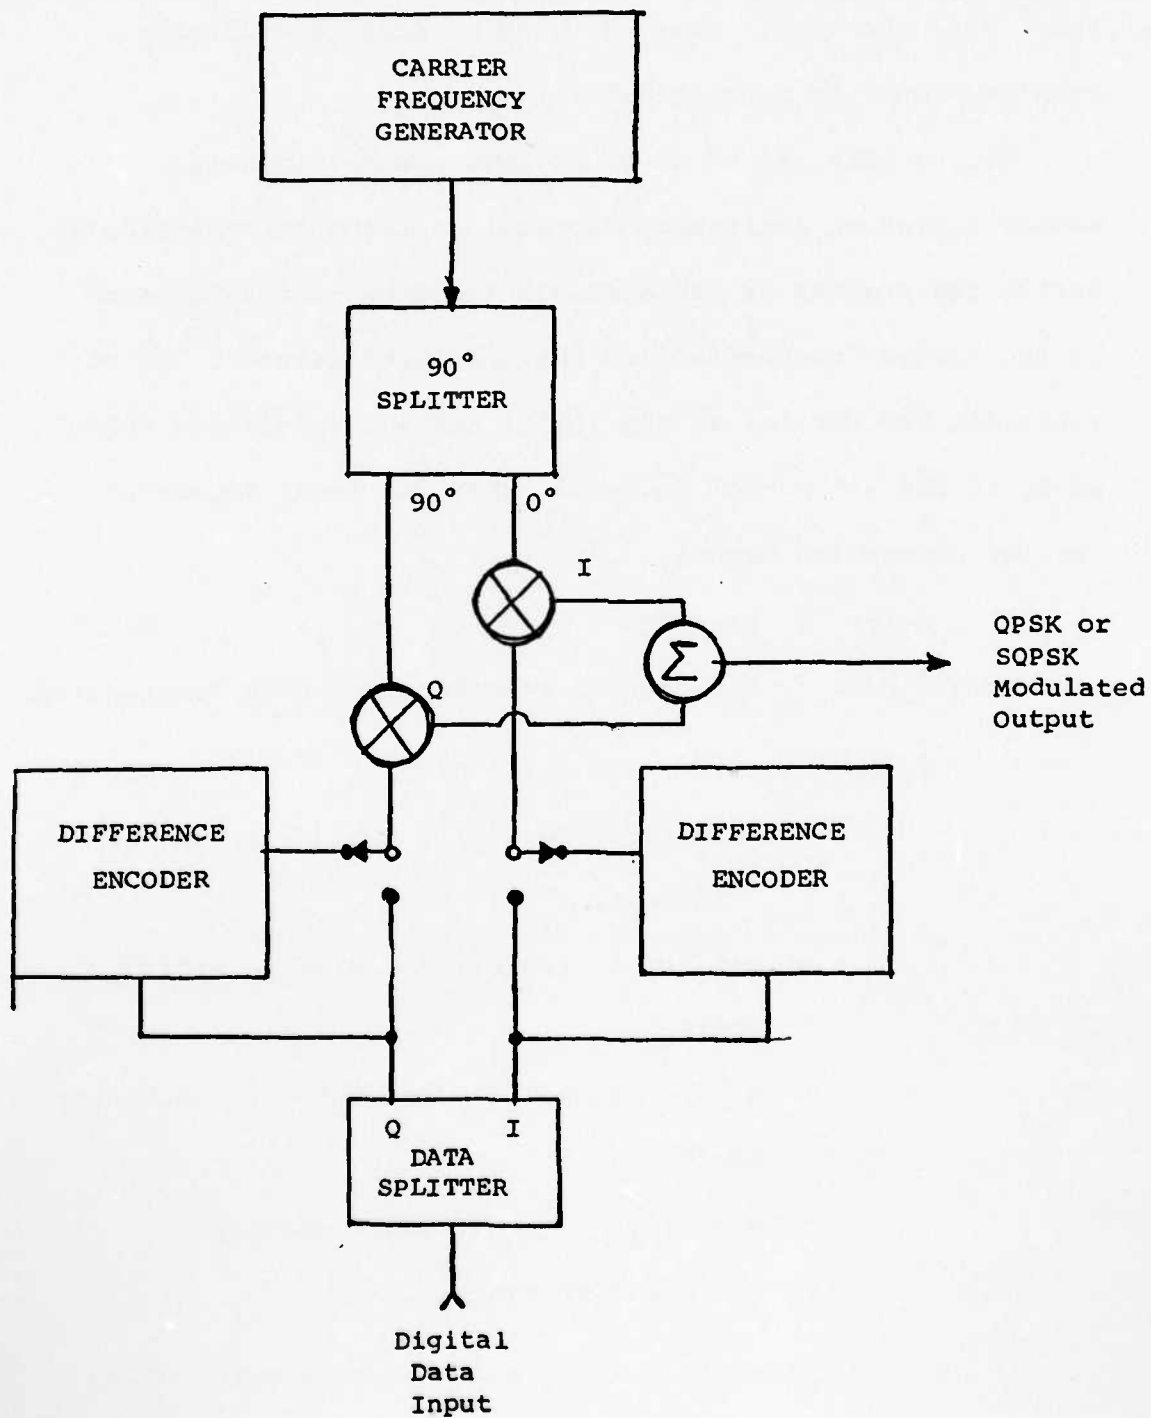 CARRIER
FREQUENCY
GENERATOR
90°
SPLITTER
90°
0°
I
Σ
QPSK or
SQPSK
Modulated
Output
Q
DIFFERENCE
ENCODER
DIFFERENCE
ENCODER
Q
I
DATA
SPLITTER
Digital
Data
Input